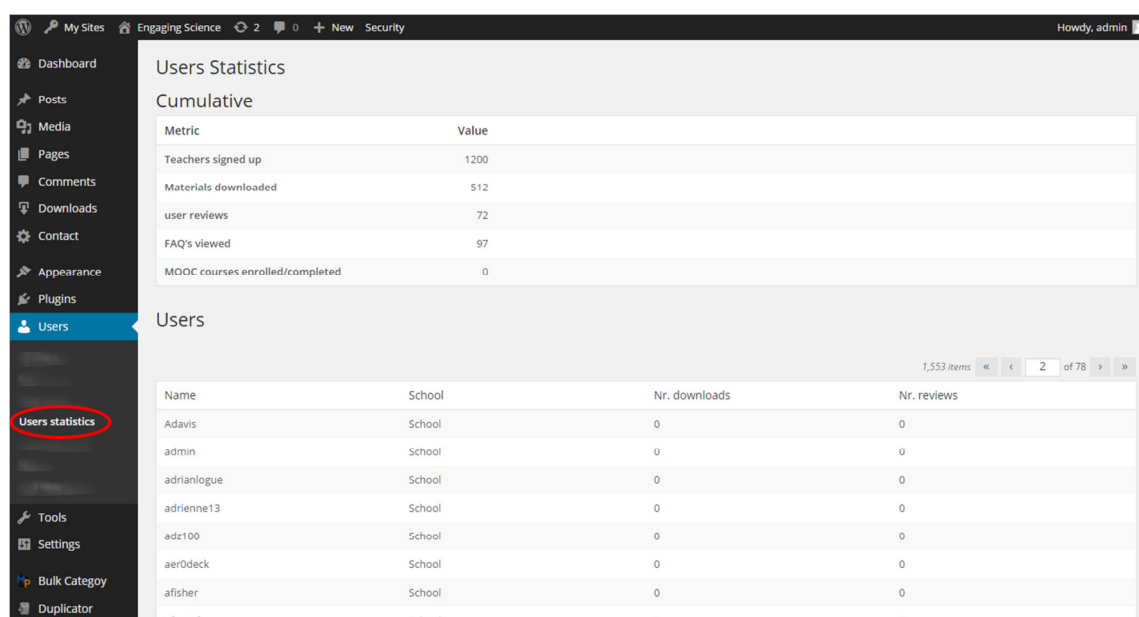 My Sites Engaging Science 2 0 + New Security Howdy, admin
Dashboard
Posts
Media
Pages
Comments
Downloads
Contact
Appearance
Plugins
Users
Users statistics
Tools
Settings
Bulk Categoy
Duplicator
Users Statistics
Cumulative
Metric Value
Teachers signed up 1200
Materials downloaded 512
user reviews 72
FAQ's viewed 97
MOOC courses enrolled/completed 0
Users
1,553 items « ‹ 2 of 78 › »
Name School Nr. downloads Nr. reviews
Adavis School 0 0
admin School 0 0
adrianlogue School 0 0
adrienne13 School 0 0
adz100 School 0 0
aer0deck School 0 0
afisher School 0 0